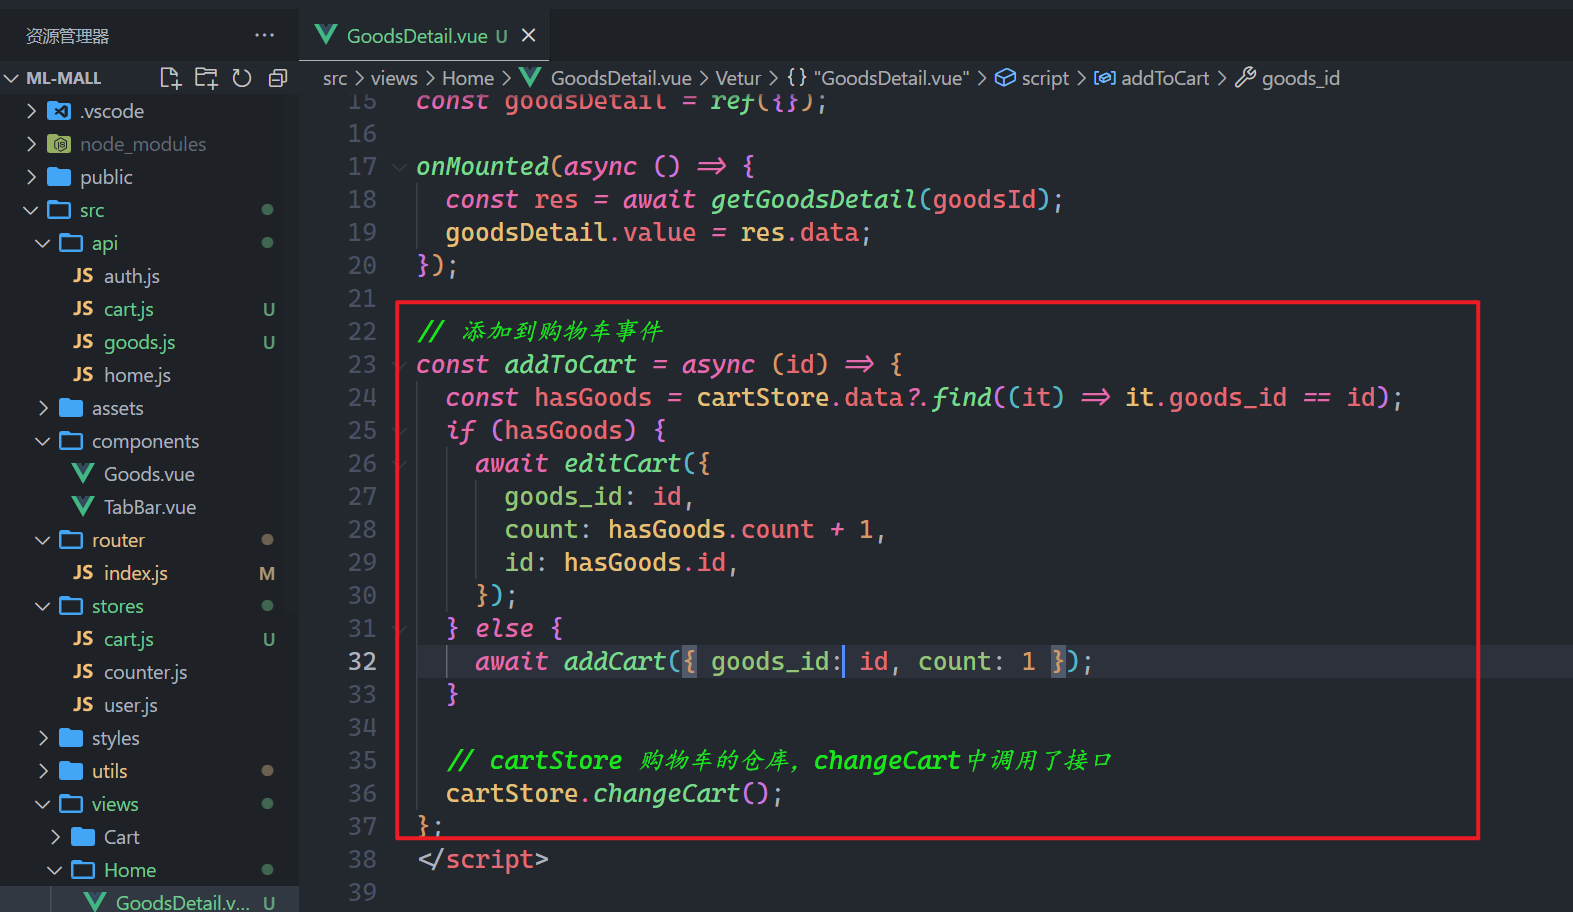 资源管理器 ···
GoodsDetail.vue U ×
ML-MALL
src > views > Home > GoodsDetail.vue > Vetur > {} "GoodsDetail.vue" > script > addToCart > goods_id
.vscode
node_modules
public
src
api
JS auth.js
JS cart.js U
JS goods.js U
JS home.js
assets
components
Goods.vue
TabBar.vue
router
JS index.js M
stores
JS cart.js U
JS counter.js
JS user.js
styles
utils
views
Cart
Home
GoodsDetail.v... U
15 const goodsDetail = ref({});
16
17 onMounted(async () => {
18 const res = await getGoodsDetail(goodsId);
19 goodsDetail.value = res.data;
20 });
21
22 // 添加到购物车事件
23 const addToCart = async (id) => {
24 const hasGoods = cartStore.data?.find((it) => it.goods_id == id);
25 if (hasGoods) {
26 await editCart({
27 goods_id: id,
28 count: hasGoods.count + 1,
29 id: hasGoods.id,
30 });
31 } else {
32 await addCart({ goods_id: id, count: 1 });
33 }
34
35 // cartStore 购物车的仓库，changeCart中调用了接口
36 cartStore.changeCart();
37 };
38 </script>
39